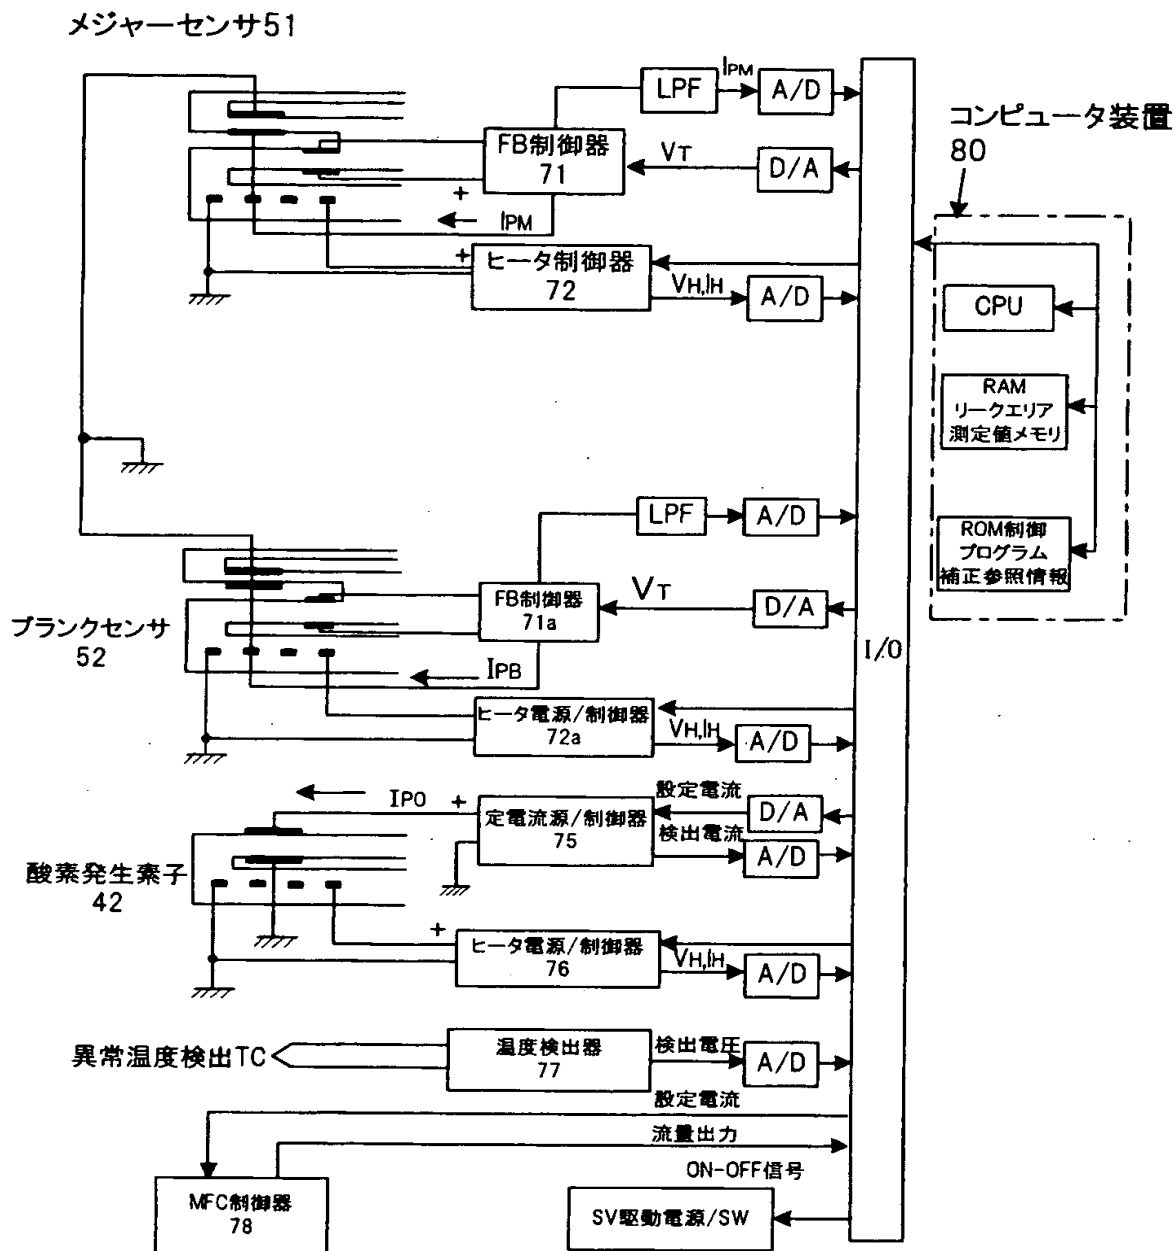 メジャーセンサ51
LPF
IPM
A/D
FB制御器
71
VT
D/A
+
IPM
+
ヒータ制御器
72
VH,IH
A/D
コンピュータ装置
80
CPU
RAM
リークエリア
測定値メモリ
ROM制御
プログラム
補正参照情報
I/O
LPF
A/D
FB制御器
71a
VT
D/A
ブランクセンサ
52
IPB
ヒータ電源/制御器
72a
VH,IH
A/D
IPO
+
定電流源/制御器
75
設定電流
D/A
検出電流
A/D
酸素発生素子
42
+
ヒータ電源/制御器
76
VH,IH
A/D
異常温度検出TC
温度検出器
77
検出電圧
A/D
設定電流
流量出力
MFC制御器
78
ON-OFF信号
SV駆動電源/SW